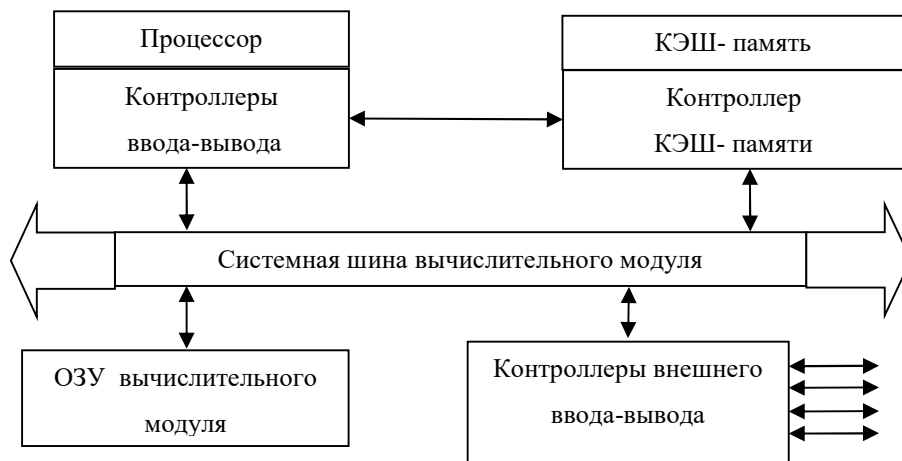 Процессор
Контроллеры
ввода-вывода
КЭШ- память
Контроллер
КЭШ- памяти
Системная шина вычислительного модуля
ОЗУ вычислительного
модуля
Контроллеры внешнего
ввода-вывода